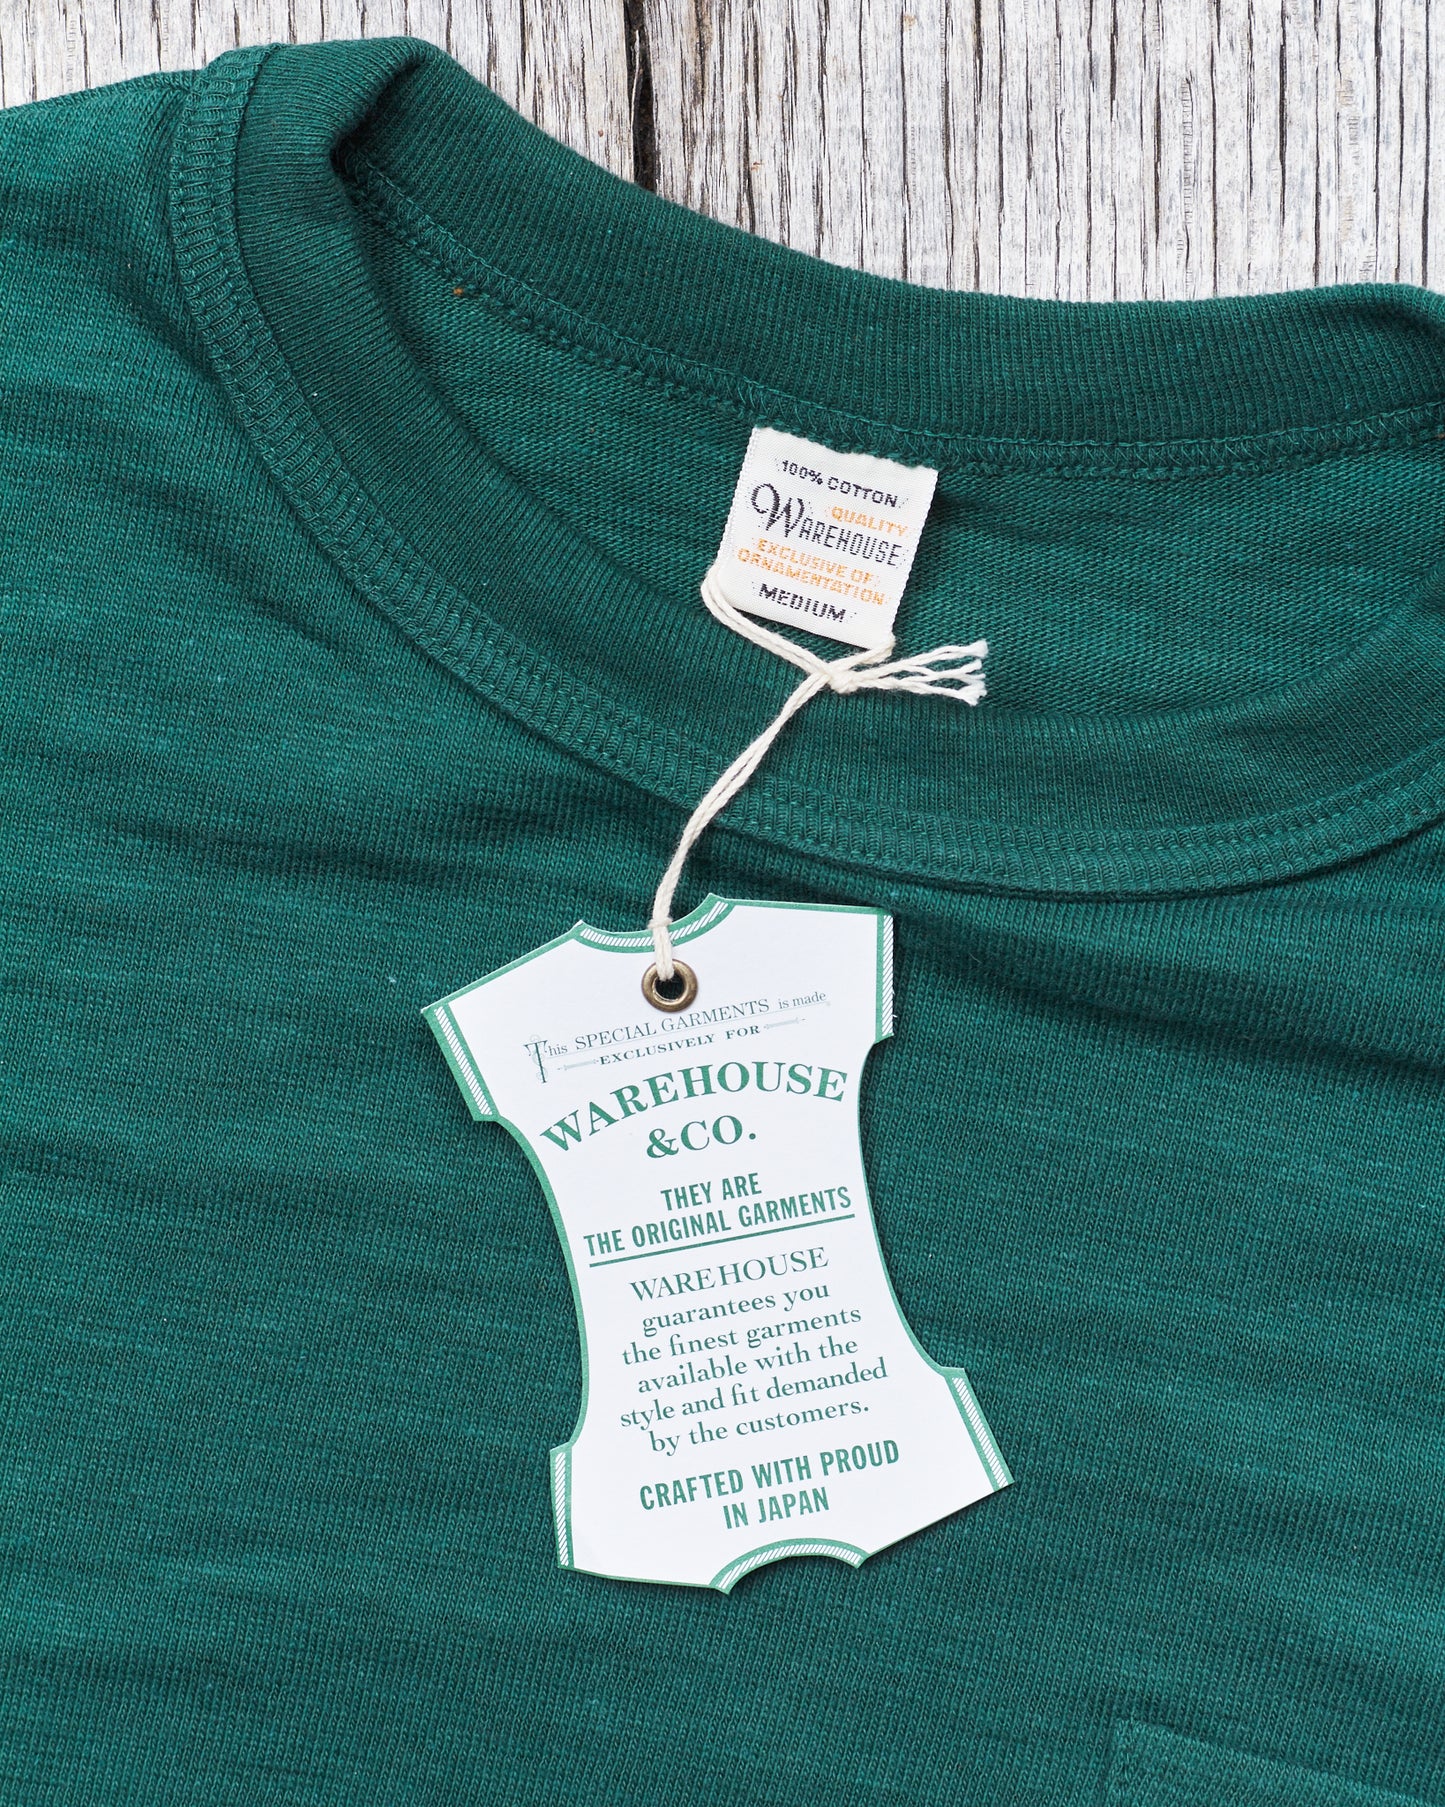 100% COTTON
QUALITY
WAREHOUSE
EXCLUSIVE OF
ORNAMENTATION
MEDIUM
This SPECIAL GARMENTS is made
EXCLUSIVELY FOR
WAREHOUSE
&CO.
THEY ARE
THE ORIGINAL GARMENTS
WAREHOUSE
guarantees you
the finest garments
available with the
style and fit demanded
by the customers.
CRAFTED WITH PROUD
IN JAPAN